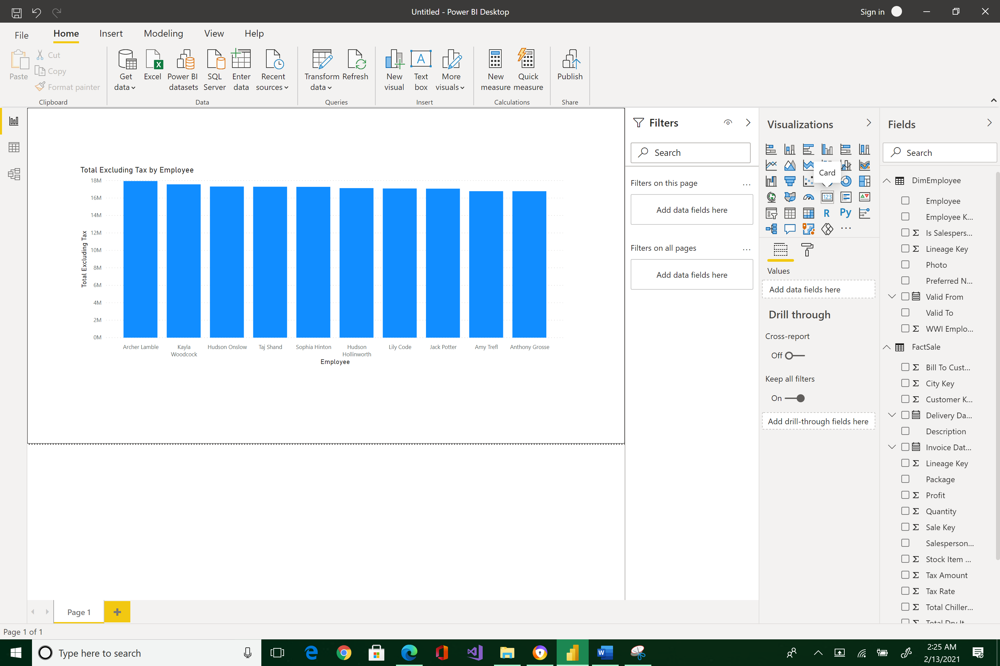 Untitled - Power BI Desktop
Sign in
File
Home
Insert
Modeling
View
Help
Paste
Cut
Copy
Format painter
Clipboard
Get data
Excel
Power BI datasets
SQL Server
Enter data
Recent sources
Data
Transform data
Refresh
Queries
New visual
Text box
More visuals
Insert
New measure
Quick measure
Calculations
Publish
Share
Total Excluding Tax by Employee
Total Excluding Tax
18M
16M
14M
12M
10M
8M
6M
4M
2M
0M
Archer Lamble
Kayla Woodcock
Hudson Onslow
Taj Shand
Sophia Hinton
Hudson Hollinworth
Lily Code
Jack Potter
Amy Trefl
Anthony Grosse
Employee
Filters
Search
Filters on this page
...
Add data fields here
Filters on all pages
...
Add data fields here
Visualizations
Card
123
R
Py
...
Values
Add data fields here
Drill through
Cross-report
Off
Keep all filters
On
Add drill-through fields here
Fields
Search
DimEmployee
Employee
Employee K...
Σ Is Salespers...
Σ Lineage Key
Photo
Preferred N...
Valid From
Valid To
Σ WWI Emplo...
FactSale
Σ Bill To Cust...
Σ City Key
Σ Customer K...
Delivery Da...
Description
Invoice Dat...
Σ Lineage Key
Package
Σ Profit
Σ Quantity
Σ Sale Key
Salesperson...
Σ Stock Item ...
Σ Tax Amount
Σ Tax Rate
Σ Total Chiller...
Σ Total Dry It...
Page 1
Page 1 of 1
Type here to search
2:25 AM
2/13/2021